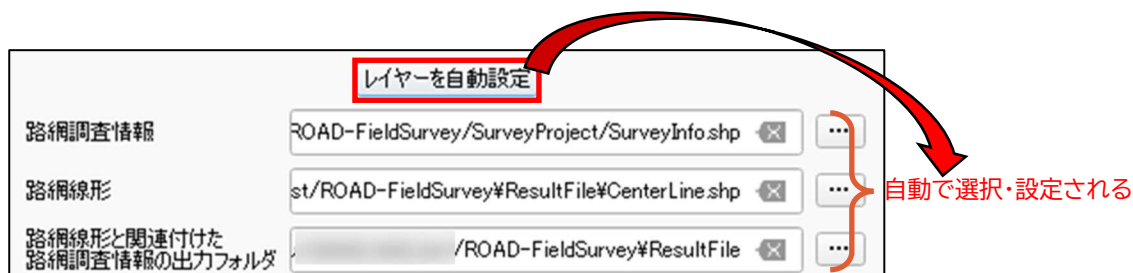 レイヤーを自動設定
路網調査情報
ROAD-FieldSurvey/SurveyProject/SurveyInfo.shp
...
路網線形
st/ROAD-FieldSurvey¥ResultFile¥CenterLine.shp
...
自動で選択・設定される
路網線形と関連付けた
路網調査情報の出力フォルダ
/ROAD-FieldSurvey¥ResultFile
...